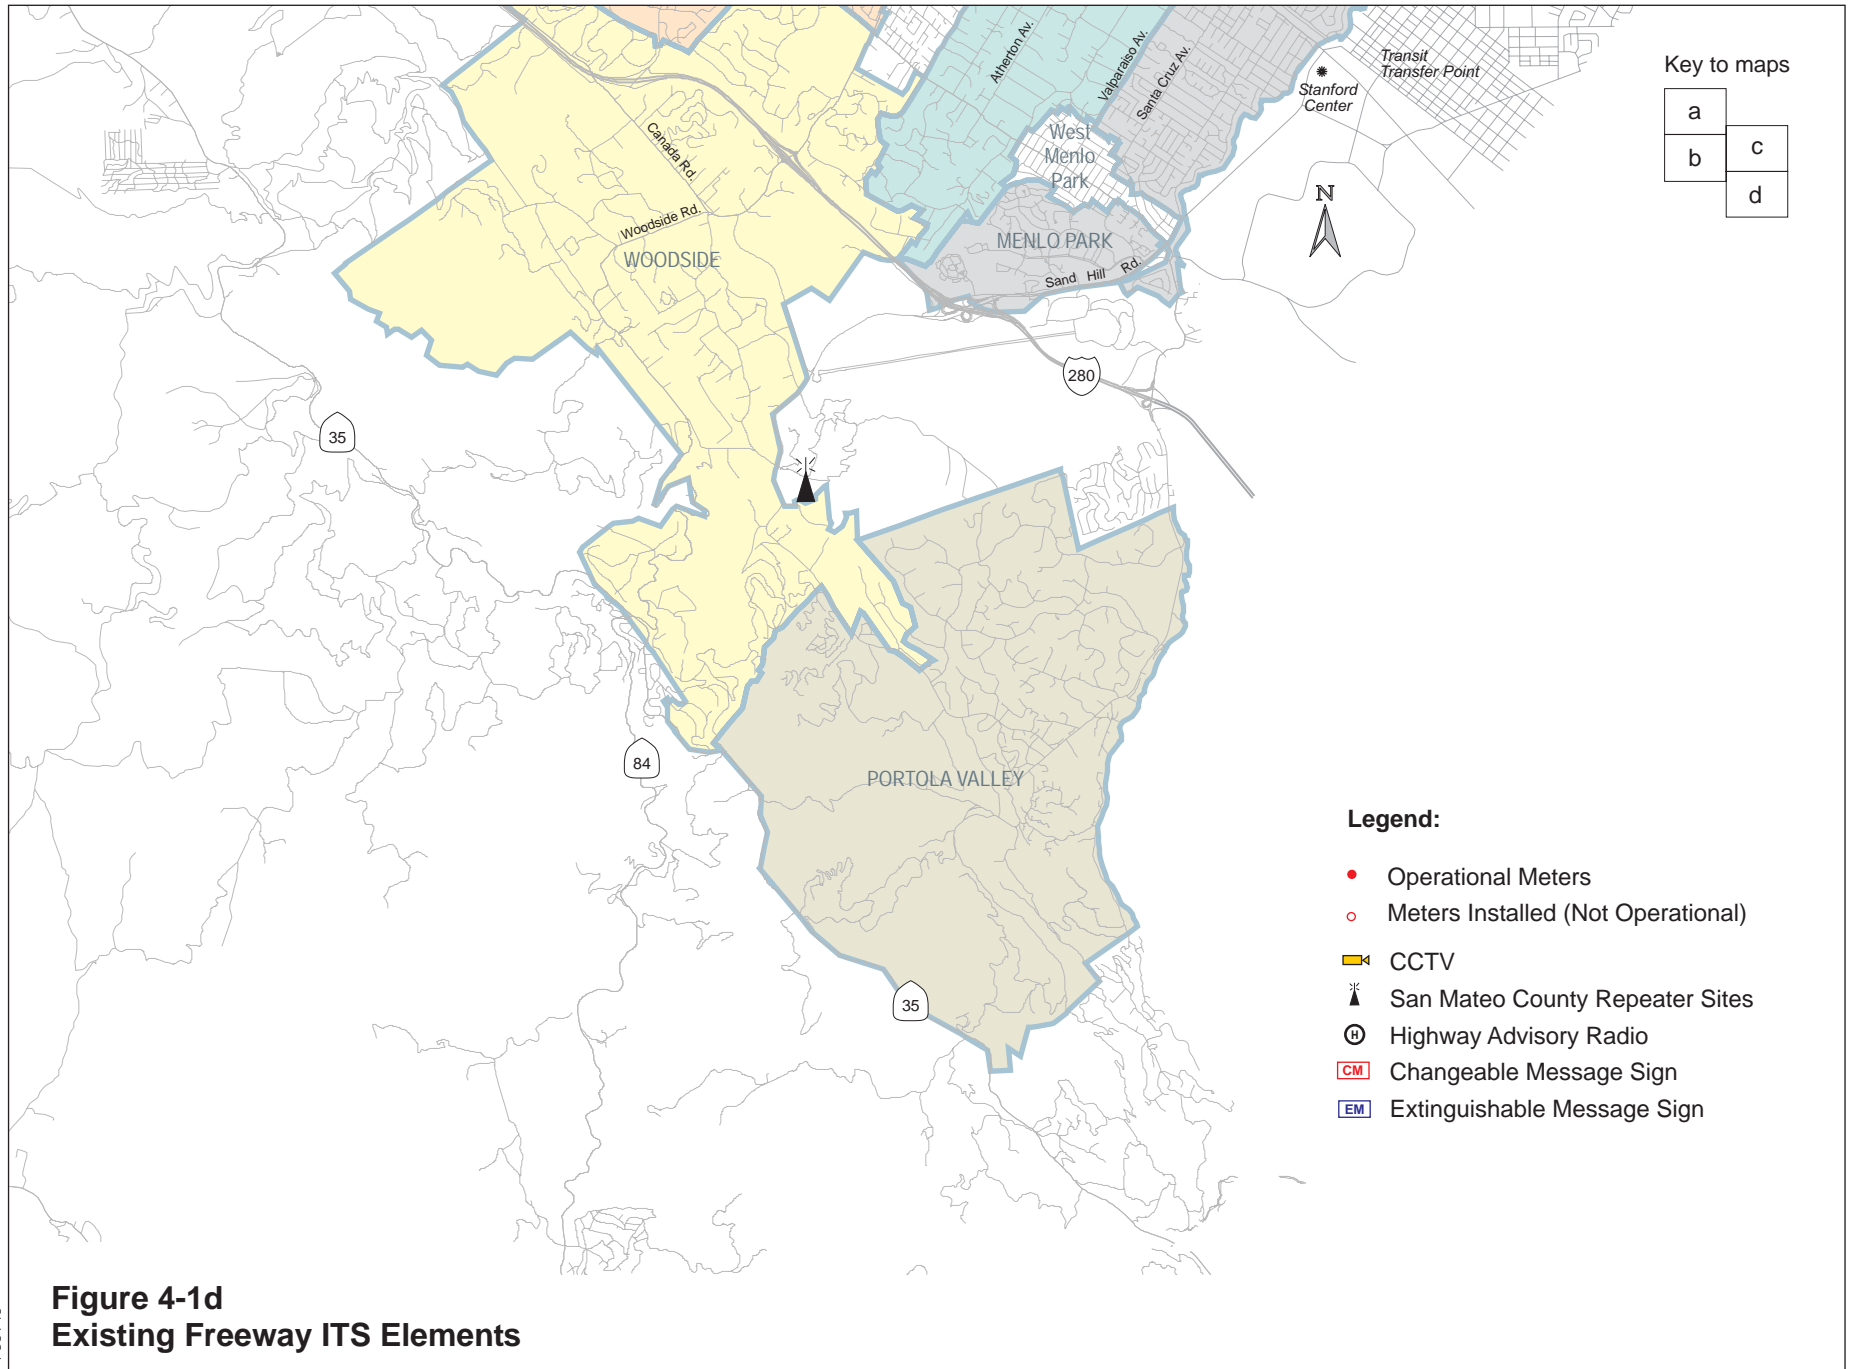 Atherton Av.
Valparaiso Av.
Santa Cruz Av.
Transit
Transfer Point
Stanford
Center
Key to maps
a
b
c
d
West
Menlo
Park
Canada Rd.
Woodside Rd.
WOODSIDE
MENLO PARK
Sand Hill Rd.
N
280
35
84
PORTOLA VALLEY
35
Legend:
Operational Meters
Meters Installed (Not Operational)
CCTV
San Mateo County Repeater Sites
H Highway Advisory Radio
CM Changeable Message Sign
EM Extinguishable Message Sign
Figure 4-1d
Existing Freeway ITS Elements